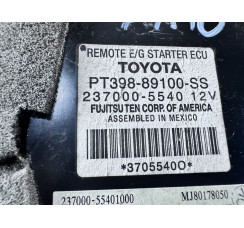 REMOTE E/G STARTER ECU
TOYOTA
PT398-89100-SS
237000-5540 12V
FUJITSU TEN CORP. OF AMERICA
ASSEMBLED IN MEXICO
*3705540O*
237000-55401000 MJ80178050